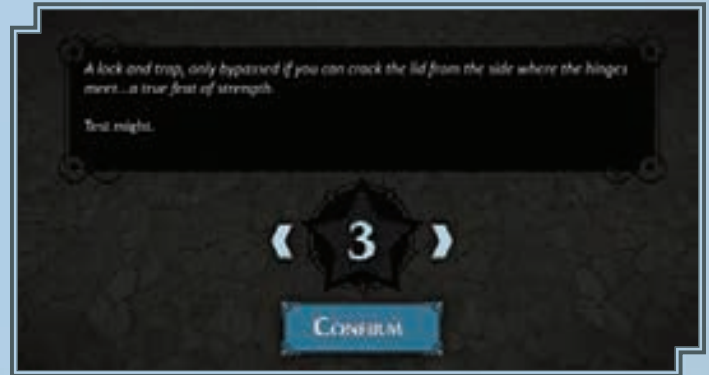 A lock and trap, only bypassed if you can crack the lid from the side where the hinges
meet...a true feat of strength.
Test might.
3
CONFIRM